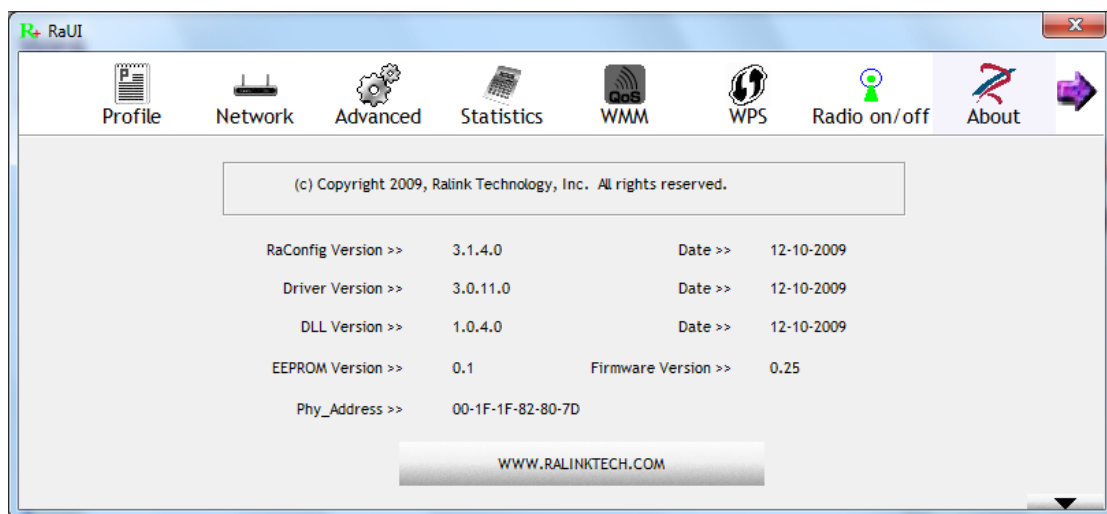 RaUI
Profile Network Advanced Statistics QoS WMM WPS Radio on/off About
(c) Copyright 2009, Ralink Technology, Inc. All rights reserved.
RaConfig Version >> 3.1.4.0 Date >> 12-10-2009
Driver Version >> 3.0.11.0 Date >> 12-10-2009
DLL Version >> 1.0.4.0 Date >> 12-10-2009
EEPROM Version >> 0.1 Firmware Version >> 0.25
Phy_Address >> 00-1F-1F-82-80-7D
WWW.RALINKTECH.COM